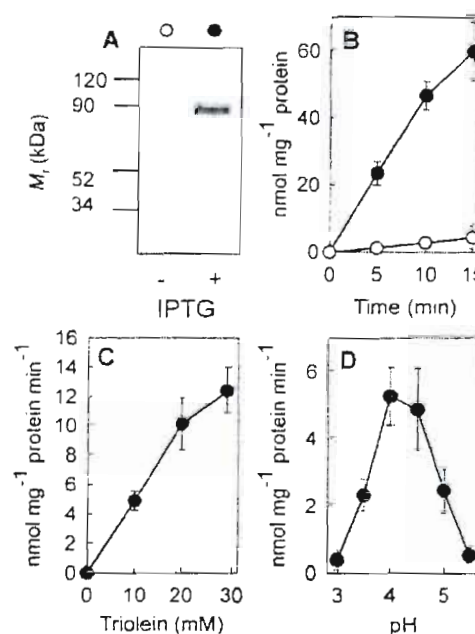 A
120
90
52
34
Mr (kDa)
- +
IPTG
B
60
40
20
0
nmol mg-1 protein
0 5 10 15
Time (min)
C
16
14
12
10
8
6
4
2
0
nmol mg-1 protein min-1
0 10 20 30
Triolein (mM)
D
6
4
2
0
nmol mg-1 protein min-1
3 4 5
pH